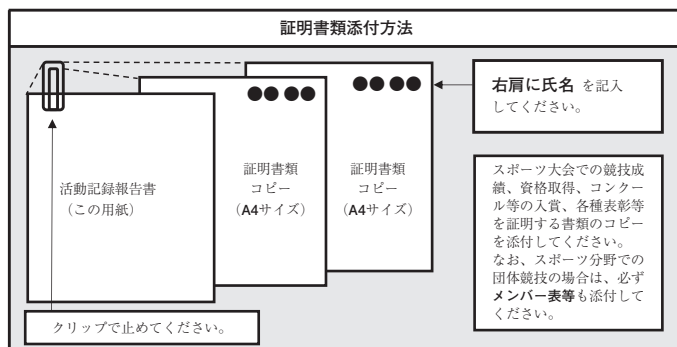 証明書類添付方法
●● ●●
●● ●●
右肩に氏名 を記入
してください。
活動記録報告書
（この用紙）
証明書類
コピー
（A4サイズ）
証明書類
コピー
（A4サイズ）
スポーツ大会での競技成
績、資格取得、コンクー
ル等の入賞、各種表彰等
を証明する書類のコピー
を添付してください。
なお、スポーツ分野での
団体競技の場合は、必ず
メンバー表等も添付して
ください。
クリップで止めてください。